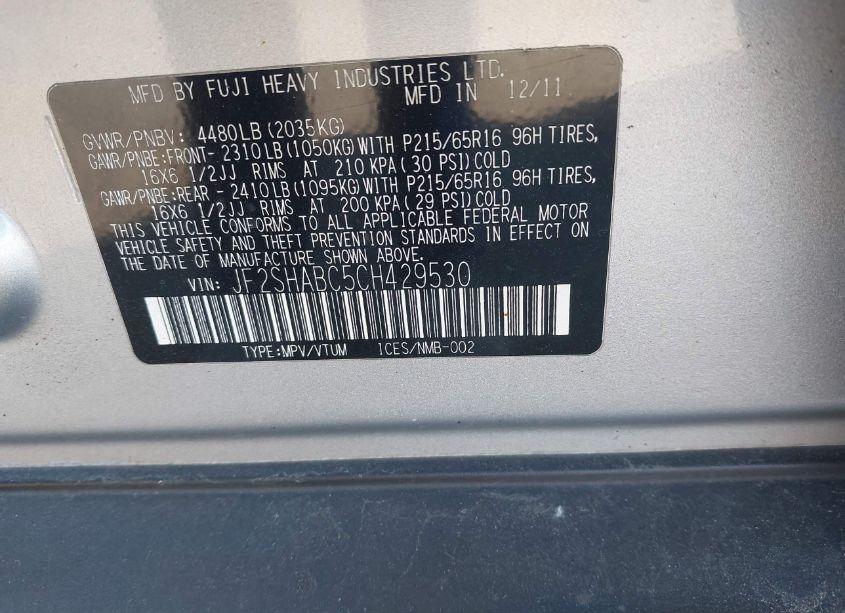 MFD BY FUJI HEAVY INDUSTRIES LTD.
MFD IN 12/11
GVWR/PNBV: 4480LB(2035KG)
GAWR/PNBE:FRONT- 2310LB(1050KG)WITH P215/65R16 96H TIRES,
16X6 1/2JJ RIMS AT 210 KPA(30 PSI)COLD
GAWR/PNBE:REAR - 2410LB(1095KG)WITH P215/65R16 96H TIRES,
16X6 1/2JJ RIMS AT 200 KPA(29 PSI)COLD
THIS VEHICLE CONFORMS TO ALL APPLICABLE FEDERAL MOTOR
VEHICLE SAFETY AND THEFT PREVENTION STANDARDS IN EFFECT ON
THE DATE OF MANUFACTURE SHOWN ABOVE.
VIN: JF2SHABC5CH429530
TYPE:MPV/VTUM ICES/NMB-002